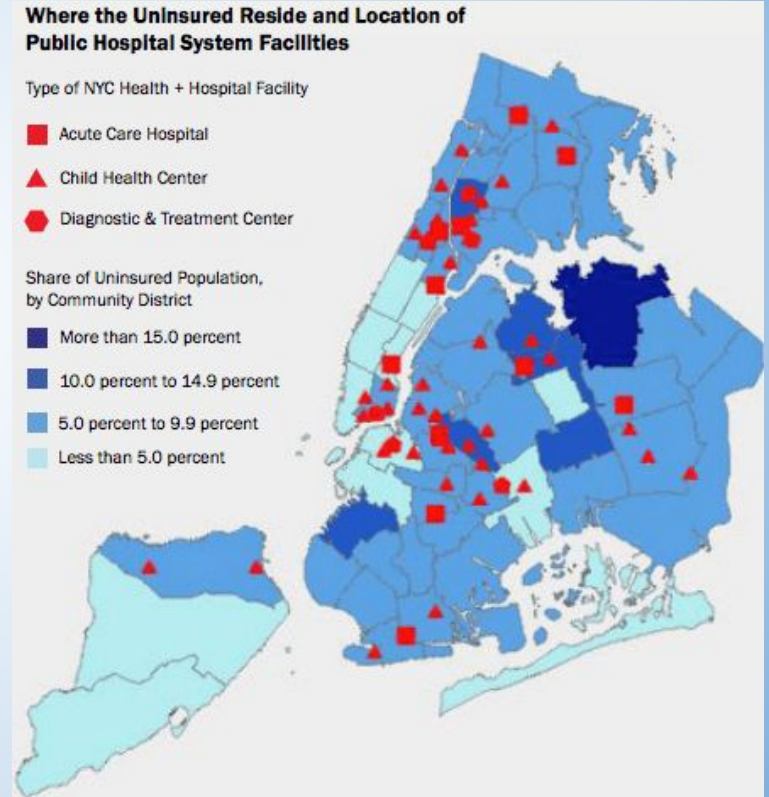 Where the Uninsured Reside and Location of
Public Hospital System Facilities
Type of NYC Health + Hospital Facility
Acute Care Hospital
Child Health Center
Diagnostic & Treatment Center
Share of Uninsured Population,
by Community District
More than 15.0 percent
10.0 percent to 14.9 percent
5.0 percent to 9.9 percent
Less than 5.0 percent